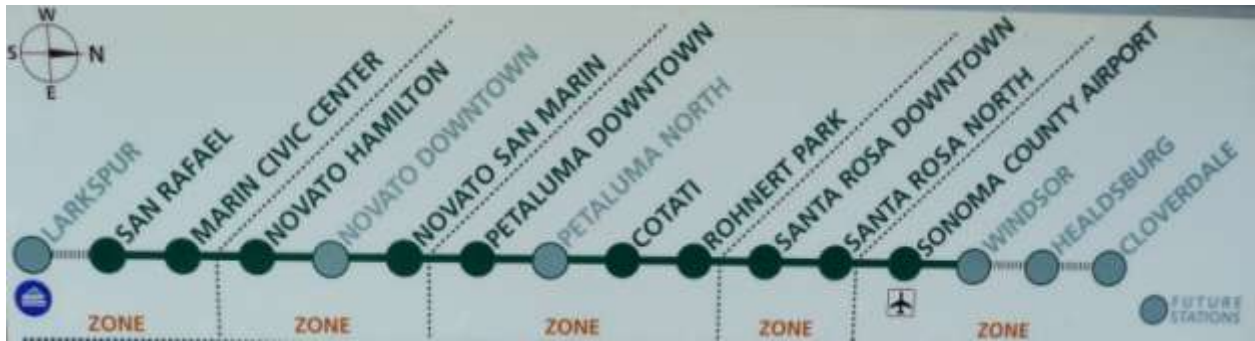 W
S
N
E
LARKSPUR
SAN RAFAEL
MARIN CIVIC CENTER
NOVATO HAMILTON
NOVATO DOWNTOWN
NOVATO SAN MARIN
PETALUMA DOWNTOWN
PETALUMA NORTH
COTATI
ROHNERT PARK
SANTA ROSA DOWNTOWN
SANTA ROSA NORTH
SONOMA COUNTY AIRPORT
WINDSOR
HEALDSBURG
CLOVERDALE
ZONE
ZONE
ZONE
ZONE
ZONE
FUTURE
STATIONS